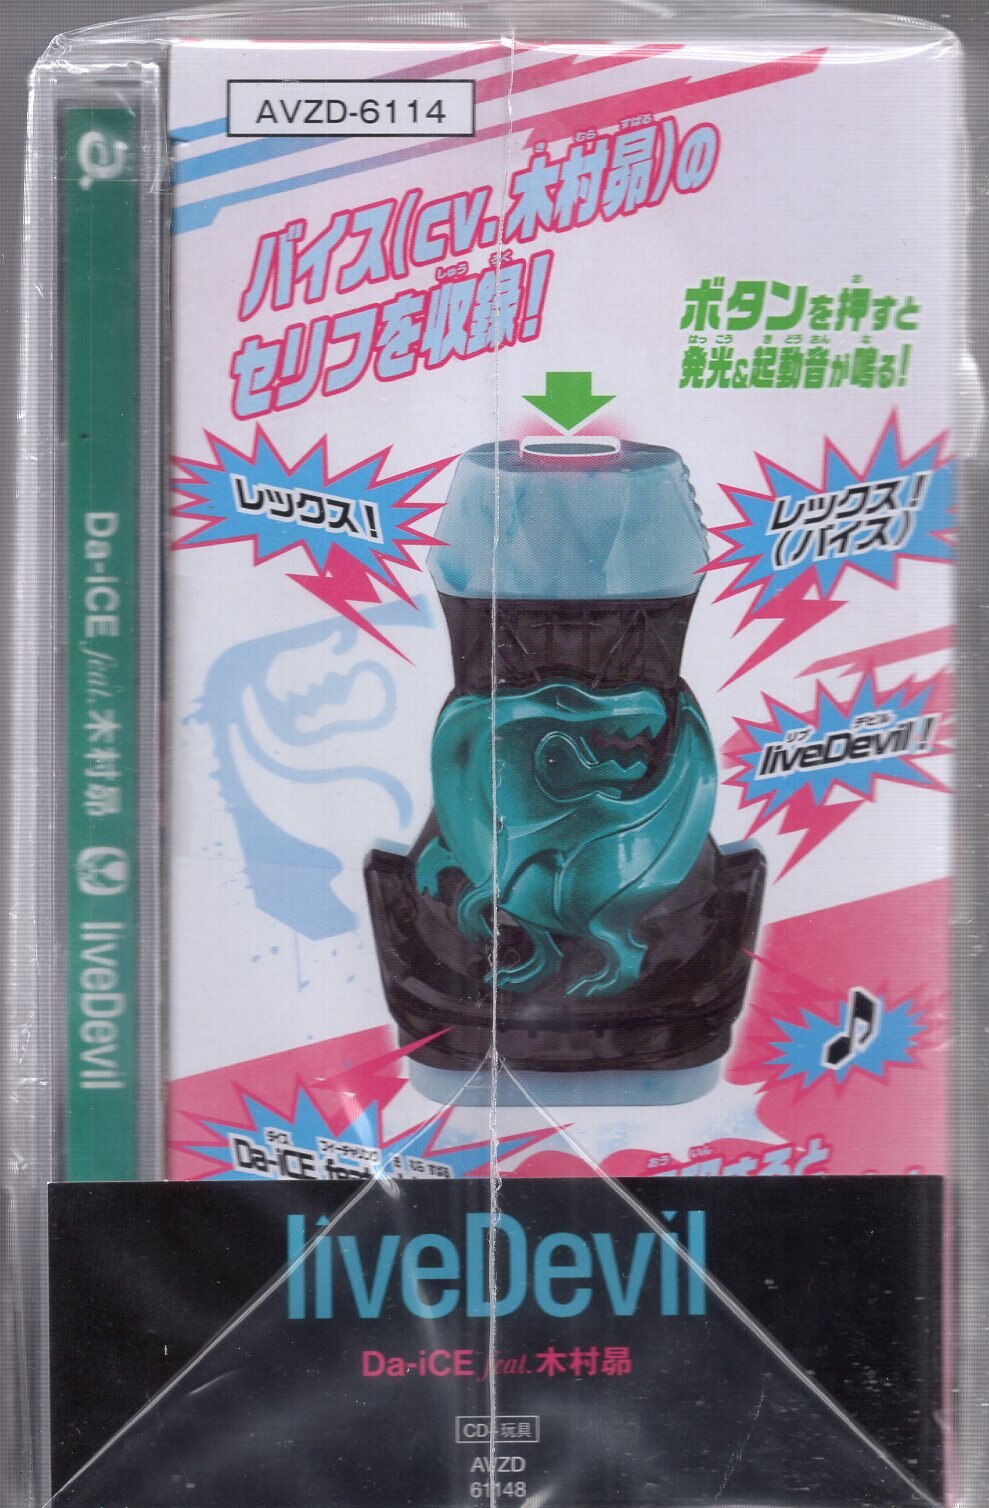 AVZD-6114
バイス(CV.木村昴)の
セリフを収録!
ボタンを押すと
発光&起動音が鳴る!
レックス!
レックス!
(バイス)
liveDevil!
Da-iCE feat.
Da-iCE feat. 木村昴 liveDevil
liveDevil
Da-iCE feat. 木村昴
CD+玩具
AVZD
61148